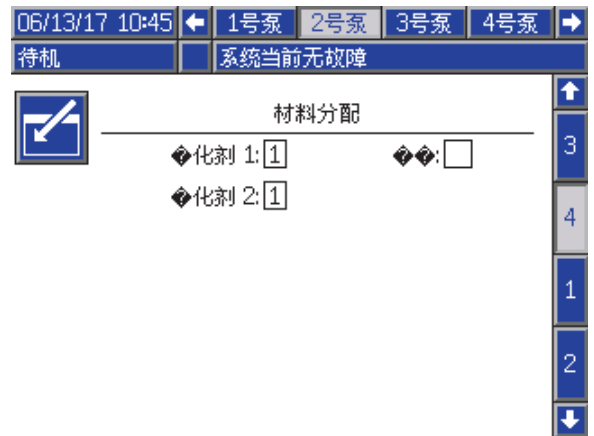 06/13/17 10:45 1号泵 2号泵 3号泵 4号泵
待机 系统当前无故障
材料分配
�化剂 1: 1 ��:
�化剂 2: 1
3
4
1
2